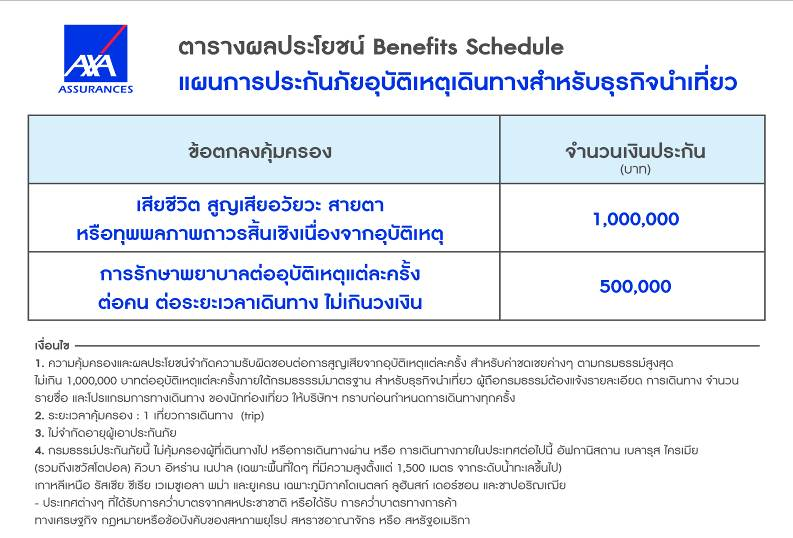 AXA
ASSURANCES
ตารางผลประโยชน์ Benefits Schedule
แผนการประกันภัยอุบัติเหตุเดินทางสำหรับธุรกิจนำเที่ยว
ข้อตกลงคุ้มครอง
จำนวนเงินประกัน
(บาท)
เสียชีวิต สูญเสียอวัยวะ สายตา
หรือทุพพลภาพถาวรสิ้นเชิงเนื่องจากอุบัติเหตุ
1,000,000
การรักษาพยาบาลต่ออุบัติเหตุแต่ละครั้ง
ต่อคน ต่อระยะเวลาเดินทาง ไม่เกินวงเงิน
500,000
เงื่อนไข
1. ความคุ้มครองและผลประโยชน์จำกัดความรับผิดชอบต่อการสูญเสียจากอุบัติเหตุแต่ละครั้ง สำหรับค่าชดเชยค่างๆ ตามกรมธรรม์สูงสุด
ไม่เกิน 1,000,000 บาทต่ออุบัติเหตุแต่ละครั้งภายใต้กรมธรรรม์มาตรฐาน สำหรับธุรกิจนำเที่ยว ผู้ถือกรมธรรม์ต้องแจ้งรายละเอียด การเดินทาง จำนวน
รายชื่อ และโปรแกรมการทางเดินทาง ของนักท่องเที่ยว ให้บริษัทฯ ทราบก่อนกำหนดการเดินทางทุกครั้ง
2. ระยะเวลาคุ้มครอง : 1 เที่ยวการเดินทาง (trip)
3. ไม่จำกัดอายุผู้เอาประกันภัย
4. กรมธรรม์ประกันภัยนี้ ไม่คุ้มครองผู้ที่เดินทางไป หรือการเดินทางผ่าน หรือ การเดินทางภายในประเทศต่อไปนี้ อัฟกานิสถาน เบลารุส ไครเมีย
(รวมถึงเซวัสโตปอล) คิวบา อิหร่าน เนปาล (เฉพาะพื้นที่ใดๆ ที่มีความสูงตั้งแต่ 1,500 เมตร จากระดับน้ำทะเลขึ้นไป)
เกาหลีเหนือ รัสเซีย ซีเรีย เวเนซูเอลา พม่า และยูเครน เฉพาะภูมิภาคโดเนตสก์ ลูฮันสก์ เดอร์ซอน และซาปอริฌเฌีย
- ประเทศต่างๆ ที่ได้รับการคว่ำบาตรจากสหประชาชาติ หรือได้รับ การคว่ำบาตรทางการค้า
ทางเศรษฐกิจ กฎหมายหรือข้อบังคับของสหภาพยุโรป สหราชอาณาจักร หรือ สหรัฐอเมริกา